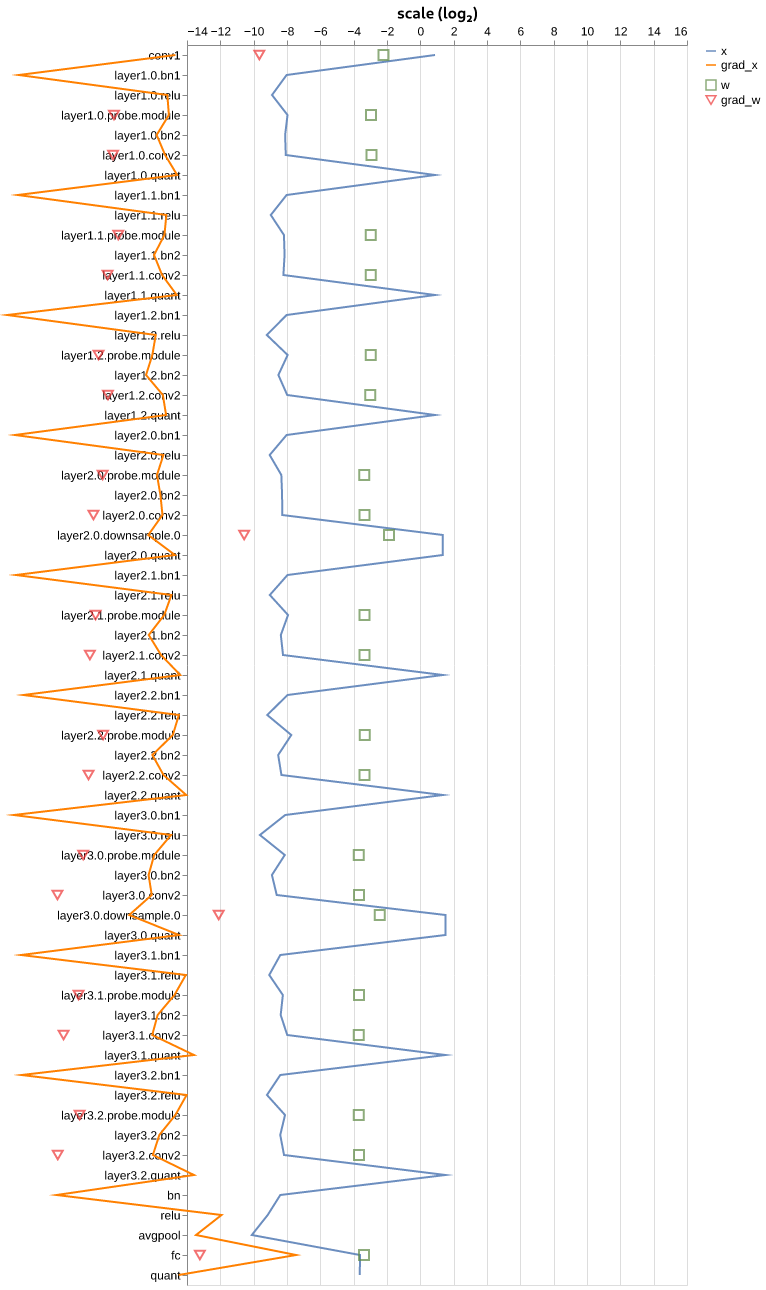 scale (log₂)
−14 −12 −10 −8 −6 −4 −2 0 2 4 6 8 10 12 14 16
x
grad_x
w
grad_w
conv1
layer1.0.bn1
layer1.0.relu
layer1.0.probe.module
layer1.0.bn2
layer1.0.conv2
layer1.0.quant
layer1.1.bn1
layer1.1.relu
layer1.1.probe.module
layer1.1.bn2
layer1.1.conv2
layer1.1.quant
layer1.2.bn1
layer1.2.relu
layer1.2.probe.module
layer1.2.bn2
layer1.2.conv2
layer1.2.quant
layer2.0.bn1
layer2.0.relu
layer2.0.probe.module
layer2.0.bn2
layer2.0.conv2
layer2.0.downsample.0
layer2.0.quant
layer2.1.bn1
layer2.1.relu
layer2.1.probe.module
layer2.1.bn2
layer2.1.conv2
layer2.1.quant
layer2.2.bn1
layer2.2.relu
layer2.2.probe.module
layer2.2.bn2
layer2.2.conv2
layer2.2.quant
layer3.0.bn1
layer3.0.relu
layer3.0.probe.module
layer3.0.bn2
layer3.0.conv2
layer3.0.downsample.0
layer3.0.quant
layer3.1.bn1
layer3.1.relu
layer3.1.probe.module
layer3.1.bn2
layer3.1.conv2
layer3.1.quant
layer3.2.bn1
layer3.2.relu
layer3.2.probe.module
layer3.2.bn2
layer3.2.conv2
layer3.2.quant
bn
relu
avgpool
fc
quant